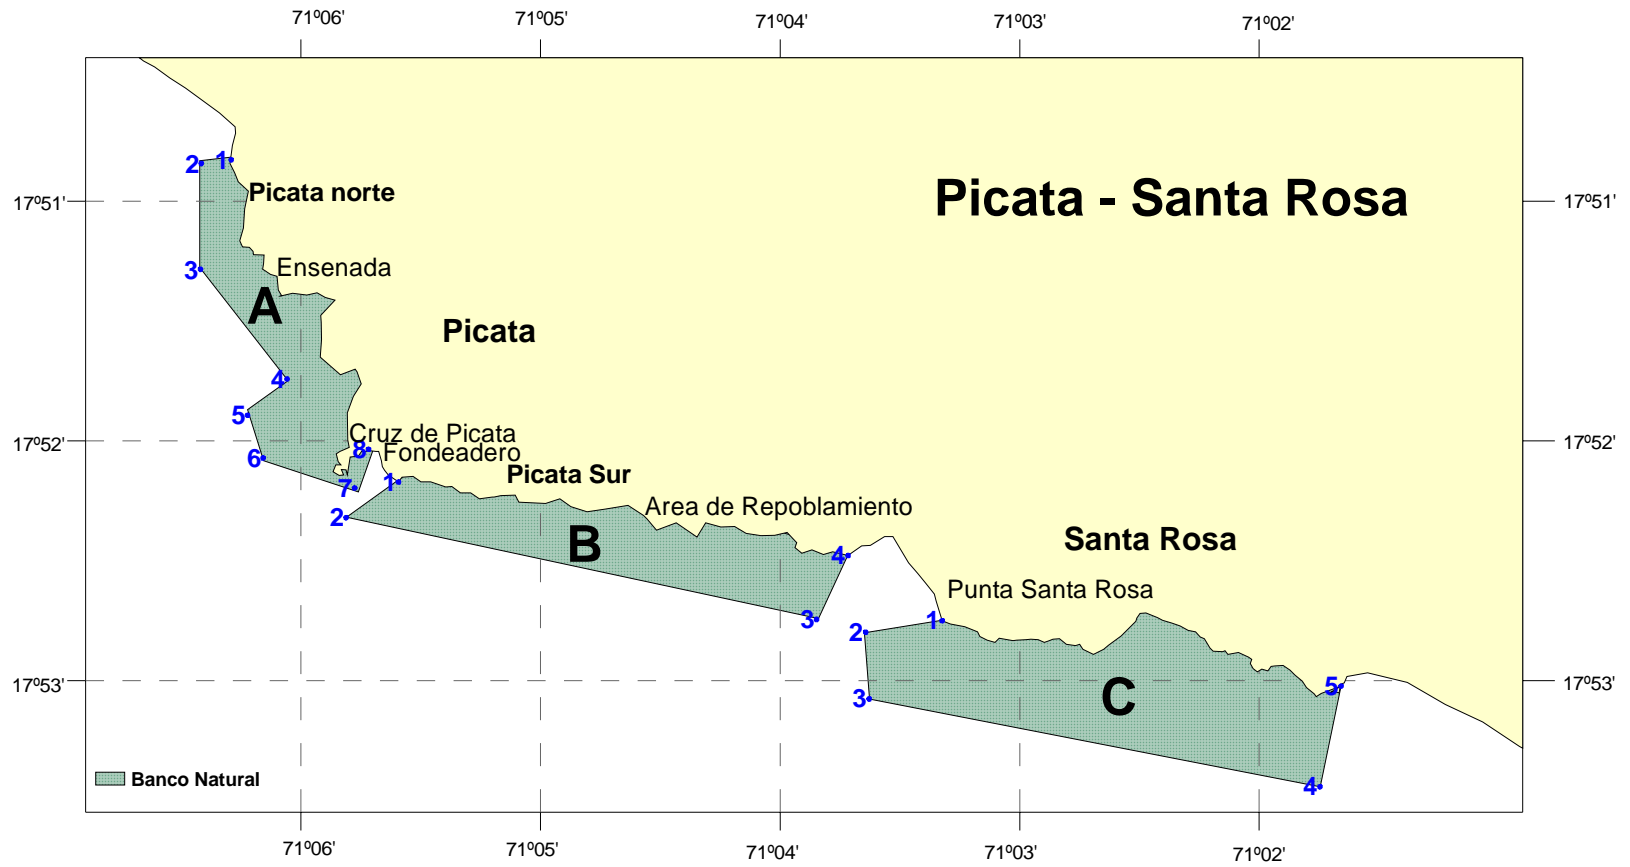 71º06' 71º05' 71º04' 71º03' 71º02'
2 1
Picata norte
Picata - Santa Rosa
17º51' 17º51'
3 Ensenada
A
Picata
4
5
Cruz de Picata
17º52' 17º52'
6 8 Fondeadero
7 1 Picata Sur
2 Area de Repoblamiento
B
4 Santa Rosa
Punta Santa Rosa
3 2 1
17º53' 17º53'
3 C 5
Banco Natural
4
71º06' 71º05' 71º04' 71º03' 71º02'